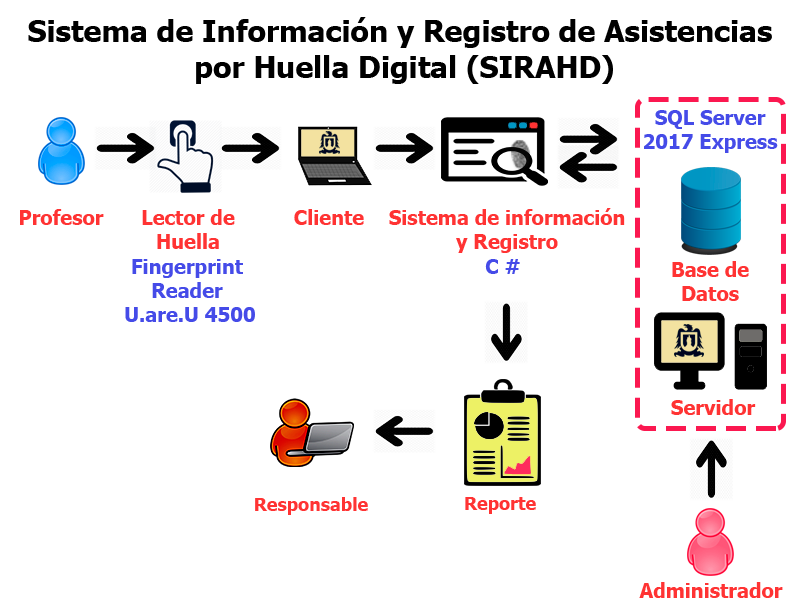 Sistema de Información y Registro de Asistencias
por Huella Digital (SIRAHD)
SQL Server
2017 Express
Profesor
Lector de
Huella
Fingerprint
Reader
U.are.U 4500
Cliente
Sistema de información
y Registro
C #
Base de
Datos
Servidor
Responsable
Reporte
Administrador